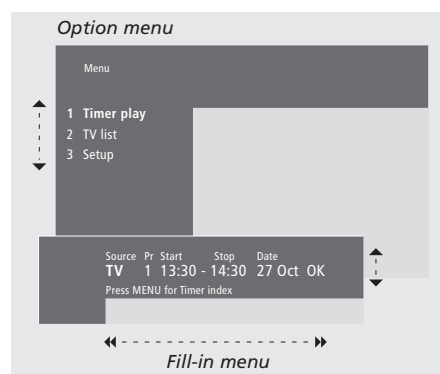 Option menu
Menu
1 Timer play
2 TV list
3 Setup
Source Pr Start Stop Date
TV 1 13:30 - 14:30 27 Oct OK
Press MENU for Timer index
Fill-in menu